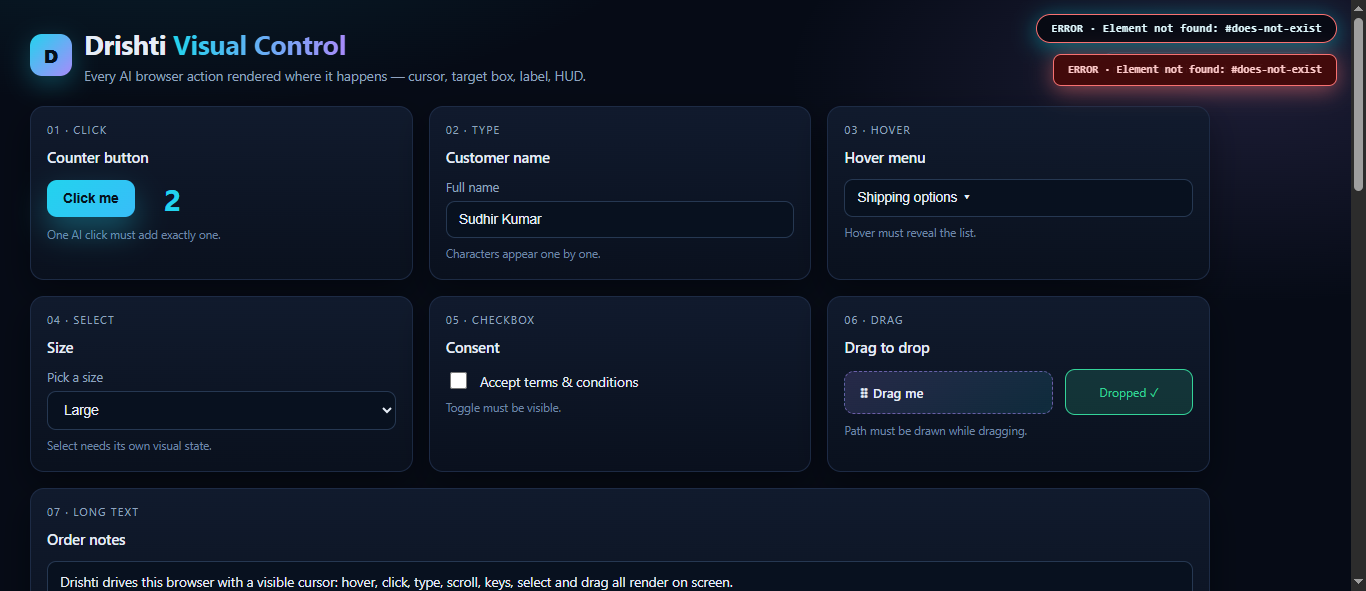 D
Drishti Visual Control
Every AI browser action rendered where it happens — cursor, target box, label, HUD.
ERROR · Element not found: #does-not-exist
ERROR · Element not found: #does-not-exist
01 · CLICK
Counter button
Click me
2
One AI click must add exactly one.
02 · TYPE
Customer name
Full name
Sudhir Kumar
Characters appear one by one.
03 · HOVER
Hover menu
Shipping options ▾
Hover must reveal the list.
04 · SELECT
Size
Pick a size
Large
Select needs its own visual state.
05 · CHECKBOX
Consent
Accept terms & conditions
Toggle must be visible.
06 · DRAG
Drag to drop
⠿ Drag me
Dropped ✓
Path must be drawn while dragging.
07 · LONG TEXT
Order notes
Drishti drives this browser with a visible cursor: hover, click, type, scroll, keys, select and drag all render on screen.